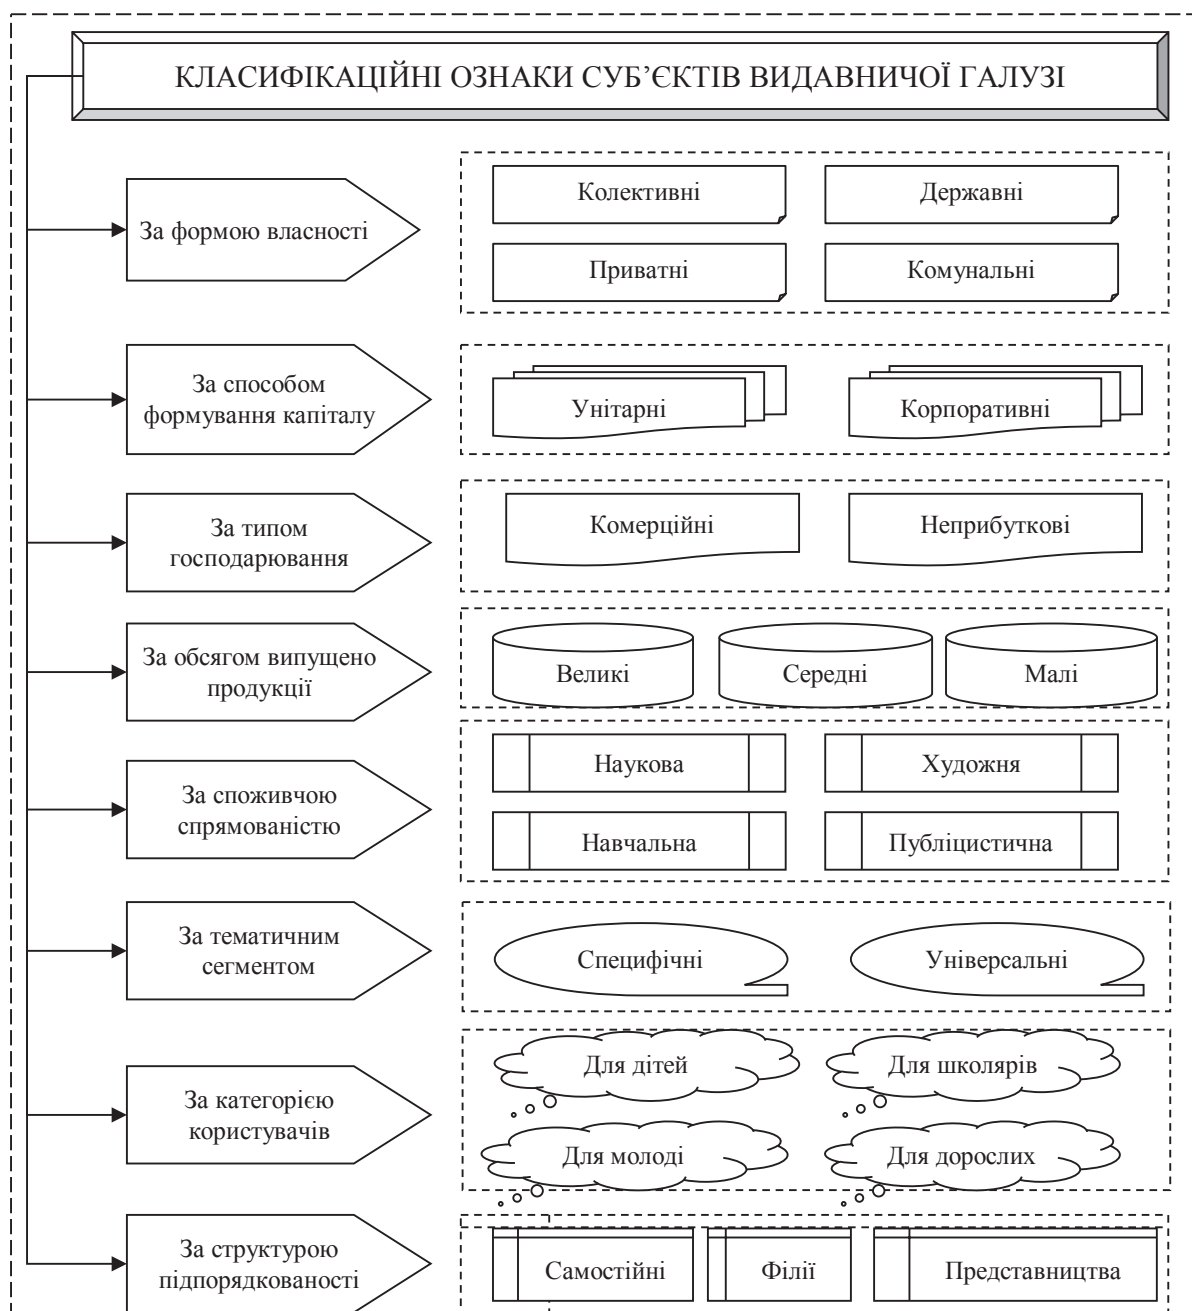 КЛАСИФІКАЦІЙНІ ОЗНАКИ СУБ’ЄКТІВ ВИДАВНИЧОЇ ГАЛУЗІ
За формою власності
Колективні
Державні
Приватні
Комунальні
За способом
формування капіталу
Унітарні
Корпоративні
За типом
господарювання
Комерційні
Неприбуткові
За обсягом випущено
продукції
Великі
Середні
Малі
За споживчою
спрямованістю
Наукова
Художня
Навчальна
Публіцистична
За тематичним
сегментом
Специфічні
Універсальні
За категорією
користувачів
Для дітей
Для школярів
Для молоді
Для дорослих
За структурою
підпорядкованості
Самостійні
Філії
Представництва